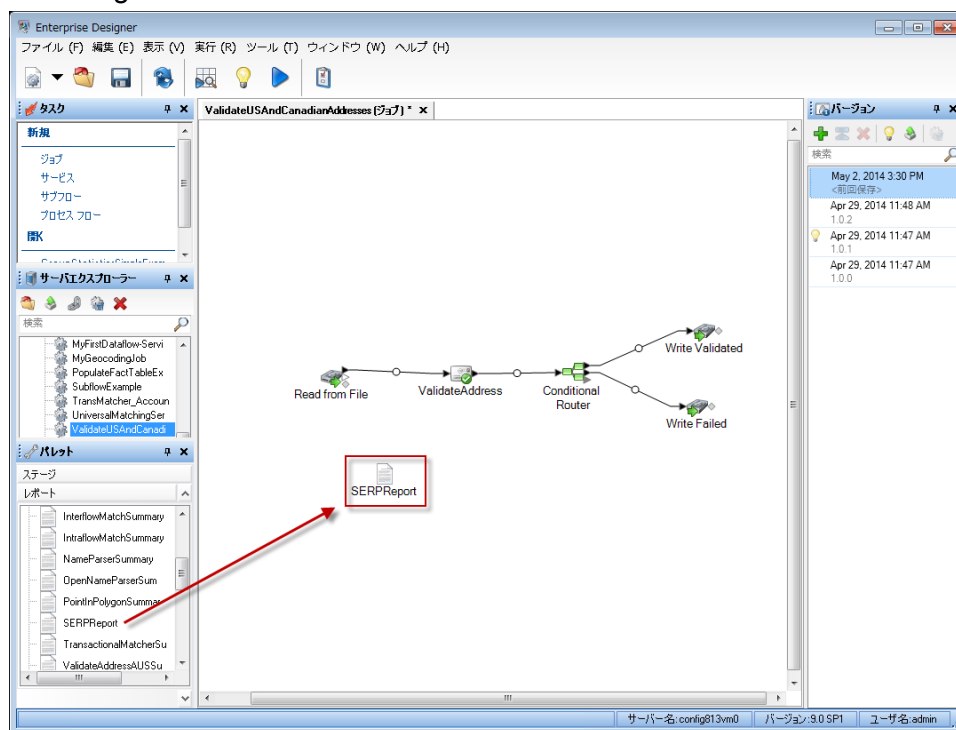 Enterprise Designer
ファイル (F) 編集 (E) 表示 (V) 実行 (R) ツール (T) ウィンドウ (W) ヘルプ (H)
タスク
新規
ジョブ
サービス
サブフロー
プロセス フロー
開く
サーバエクスプローラー
検索
MyFirstDataflow-Servi
MyGeocodingJob
PopulateFactTableEx
SubflowExample
TransMatcher_Accoun
UniversalMatchingSer
ValidateUSAndCanadi
パレット
ステージ
レポート
InterflowMatchSummary
IntraflowMatchSummary
NameParserSummary
OpenNameParserSum
PointInPolygonSummar
SERPReport
TransactionalMatcherSu
ValidateAddressAUSSu
ValidateUSAndCanadianAddresses (ジョブ) *
Read from File
ValidateAddress
Conditional
Router
Write Validated
Write Failed
SERPReport
バージョン
検索
May 2, 2014 3:30 PM
<前回保存>
Apr 29, 2014 11:48 AM
1.0.2
Apr 29, 2014 11:47 AM
1.0.1
Apr 29, 2014 11:47 AM
1.0.0
サーバー名:config813vm0 バージョン:9.0 SP1 ユーザ名:admin